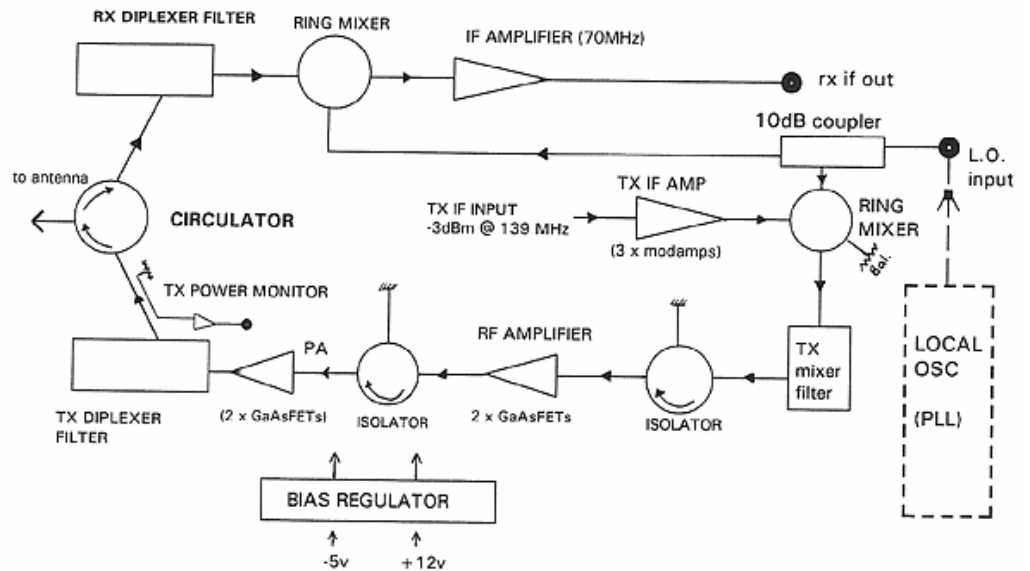 RX DIPLEXER FILTER
RING MIXER
IF AMPLIFIER (70MHz)
rx if out
10dB coupler
L.O.
input
to antenna
CIRCULATOR
TX IF AMP
TX IF INPUT
-3dBm @ 139 MHz
(3 x modamps)
RING
MIXER
Bal.
TX POWER MONITOR
RF AMPLIFIER
PA
TX
mixer
filter
LOCAL
OSC
(PLL)
TX DIPLEXER
FILTER
(2 x GaAsFETs)
ISOLATOR
2 x GaAsFETs
ISOLATOR
BIAS REGULATOR
-5v
+12v